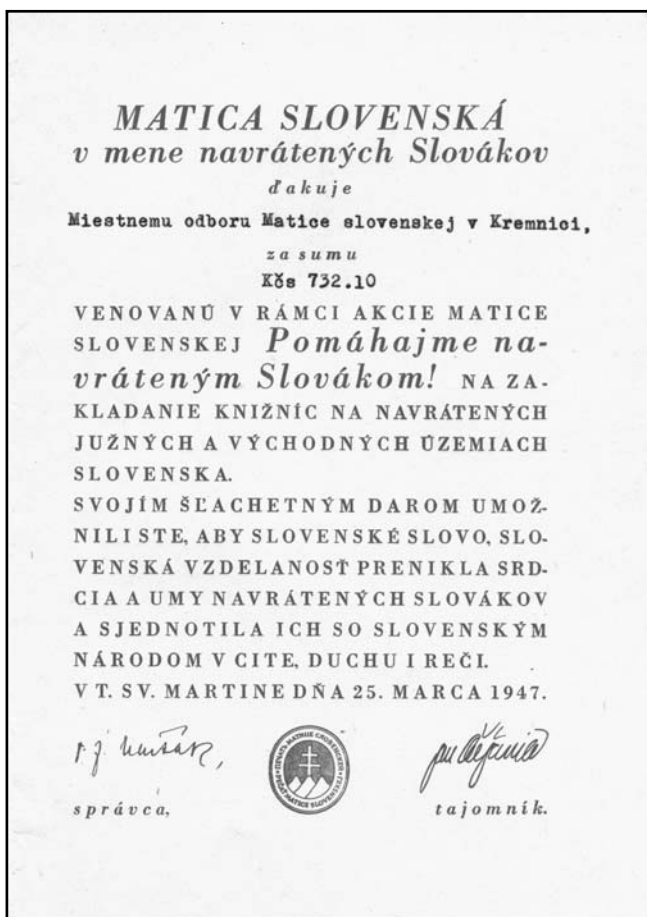 MATICA SLOVENSKÁ
v mene navrátených Slovákov
ďakuje
Miestnemu odboru Matice slovenskej v Kremnici,
za sumu
Kčs 732.10
VENOVANÚ V RÁMCI AKCIE MATICE
SLOVENSKEJ Pomáhajme na-
vráteným Slovákom! NA ZA-
KLADANIE KNIŽNÍC NA NAVRÁTENÝCH
JUŽNÝCH A VÝCHODNÝCH ÚZEMIACH
SLOVENSKA.
SVOJÍM ŠĽACHETNÝM DAROM UMOŽ-
NILI STE, ABY SLOVENSKÉ SLOVO, SLO-
VENSKÁ VZDELANOSŤ PRENIKLA SRD-
CIA A UMY NAVRÁTENÝCH SLOVÁKOV
A SJEDNOTILA ICH SO SLOVENSKÝM
NÁRODOM V CITE, DUCHU I REČI.
V T. SV. MARTINE DŇA 25. MARCA 1947.
správca,
tajomník.